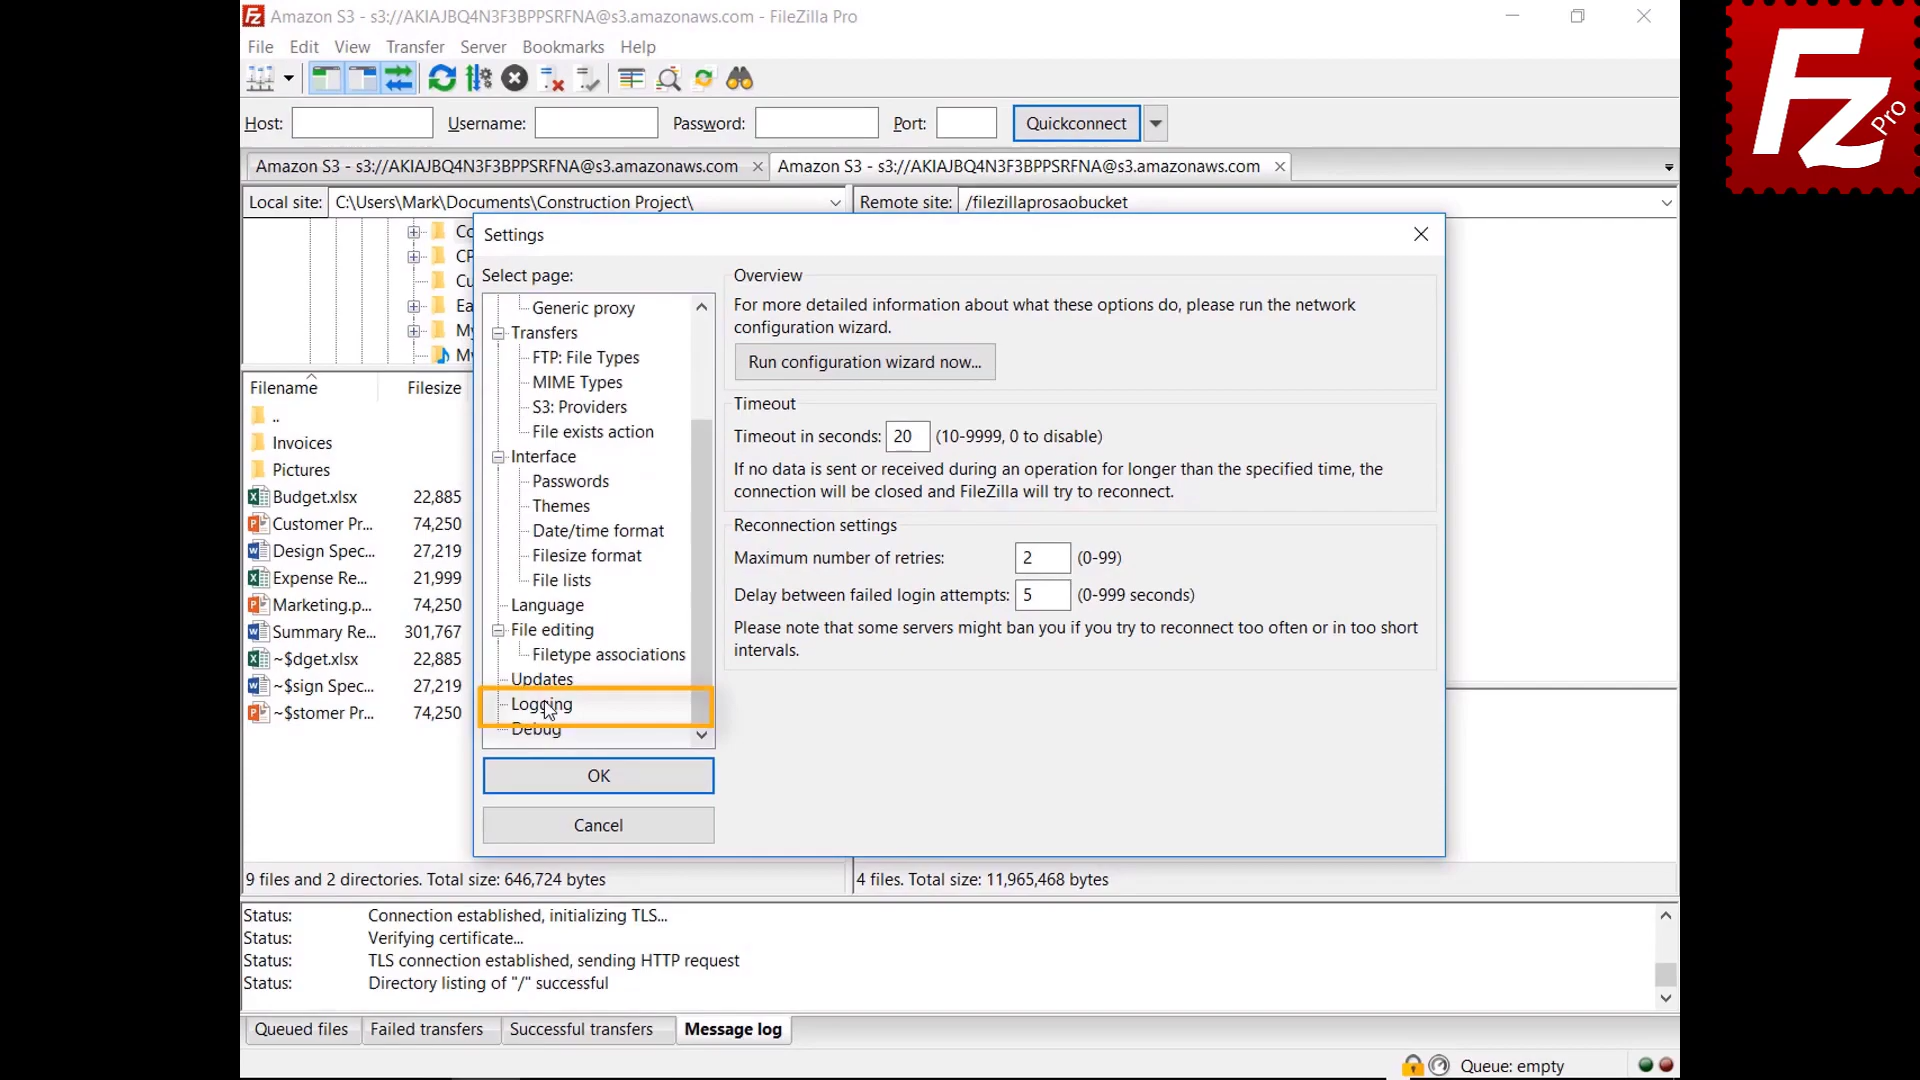 Amazon S3 - s3://AKIAJBQ4N3F3BPPSRFNA@s3.amazonaws.com - FileZilla Pro
File Edit View Transfer Server Bookmarks Help
Host: Username: Password: Port: Quickconnect
Amazon S3 - s3://AKIAJBQ4N3F3BPPSRFNA@s3.amazonaws.com Amazon S3 - s3://AKIAJBQ4N3F3BPPSRFNA@s3.amazonaws.com
Local site: C:\Users\Mark\Documents\Construction Project\ Remote site: /filezillaprosaobucket
Co
CP
Cu
Ea
My
My
Filename Filesize
..
Invoices
Pictures
Budget.xlsx 22,885
Customer Pr... 74,250
Design Spec... 27,219
Expense Re... 21,999
Marketing.p... 74,250
Summary Re... 301,767
~$dget.xlsx 22,885
~$sign Spec... 27,219
~$stomer Pr... 74,250
Settings
Select page:
Generic proxy
Transfers
FTP: File Types
MIME Types
S3: Providers
File exists action
Interface
Passwords
Themes
Date/time format
Filesize format
File lists
Language
File editing
Filetype associations
Updates
Logging
Debug
OK
Cancel
Overview
For more detailed information about what these options do, please run the network
configuration wizard.
Run configuration wizard now...
Timeout
Timeout in seconds: 20 (10-9999, 0 to disable)
If no data is sent or received during an operation for longer than the specified time, the
connection will be closed and FileZilla will try to reconnect.
Reconnection settings
Maximum number of retries: 2 (0-99)
Delay between failed login attempts: 5 (0-999 seconds)
Please note that some servers might ban you if you try to reconnect too often or in too short
intervals.
9 files and 2 directories. Total size: 646,724 bytes 4 files. Total size: 11,965,468 bytes
Status: Connection established, initializing TLS...
Status: Verifying certificate...
Status: TLS connection established, sending HTTP request
Status: Directory listing of "/" successful
Queued files Failed transfers Successful transfers Message log
Queue: empty
Fz Pro